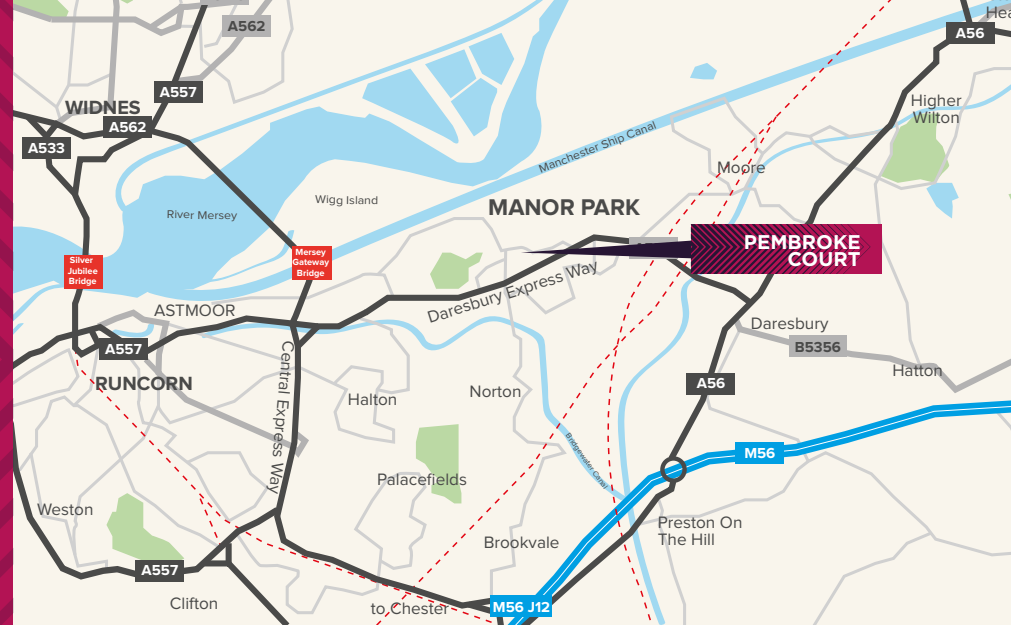 A562
A56
Hea
A557
WIDNES
A562
Higher
Wilton
A533
Manchester Ship Canal
Moore
Wigg Island
River Mersey
MANOR PARK
PEMBROKE
COURT
Silver
Jubilee
Bridge
Mersey
Gateway
Bridge
Daresbury Express Way
ASTMOOR
Daresbury
B5356
A557
Hatton
RUNCORN
Central Express Way
A56
Halton
Norton
M56
Bridgewater Canal
Palacefields
Weston
Preston On
The Hill
Brookvale
A557
Clifton
to Chester
M56 J12